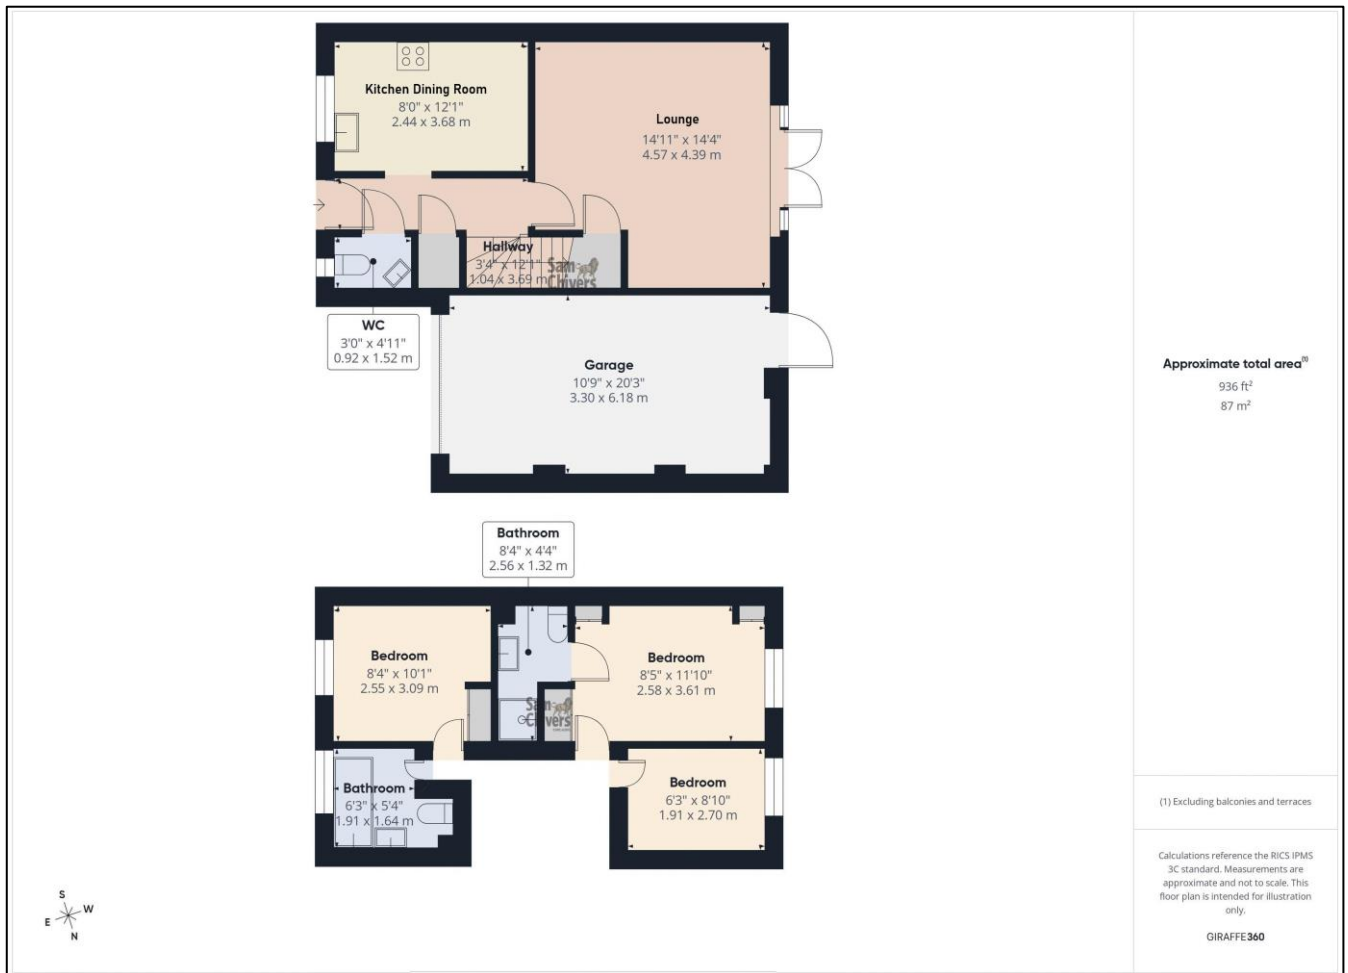 Kitchen Dining Room
8'0" x 12'1"
2.44 x 3.68 m
Lounge
14'11" x 14'4"
4.57 x 4.39 m
Hallway
3'4" x 12'1"
1.04 x 3.69 m
Sam
Chivers
WC
3'0" x 4'11"
0.92 x 1.52 m
Garage
10'9" x 20'3"
3.30 x 6.18 m
Approximate total area(1)
936 ft²
87 m²
Bathroom
8'4" x 4'4"
2.56 x 1.32 m
Bedroom
8'4" x 10'1"
2.55 x 3.09 m
Bedroom
8'5" x 11'10"
2.58 x 3.61 m
Sam
Chivers
Bathroom
6'3" x 5'4"
1.91 x 1.64 m
Bedroom
6'3" x 8'10"
1.91 x 2.70 m
(1) Excluding balconies and terraces
Calculations reference the RICS IPMS
3C standard. Measurements are
approximate and not to scale. This
floor plan is intended for illustration
only.
GIRAFFE360
S
W
E
N